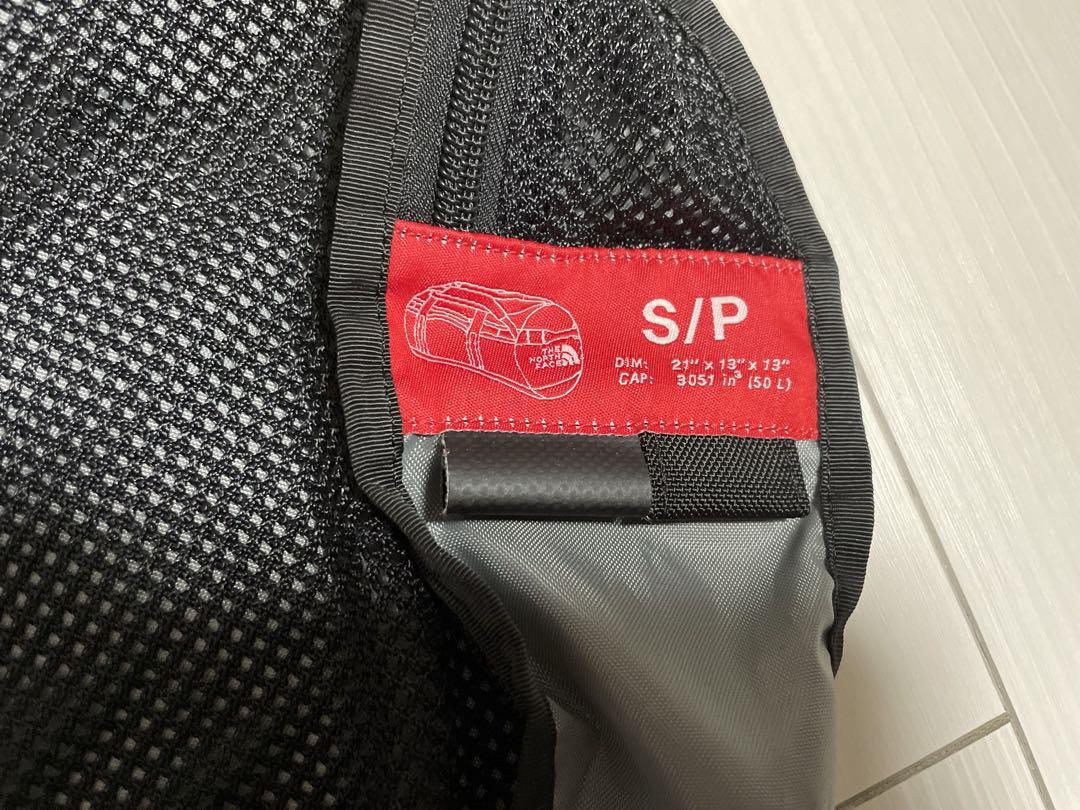 THE
NORTH
FACE
S/P
DIM: 21" x 13" x 13"
CAP: 3051 in³ (50 L)